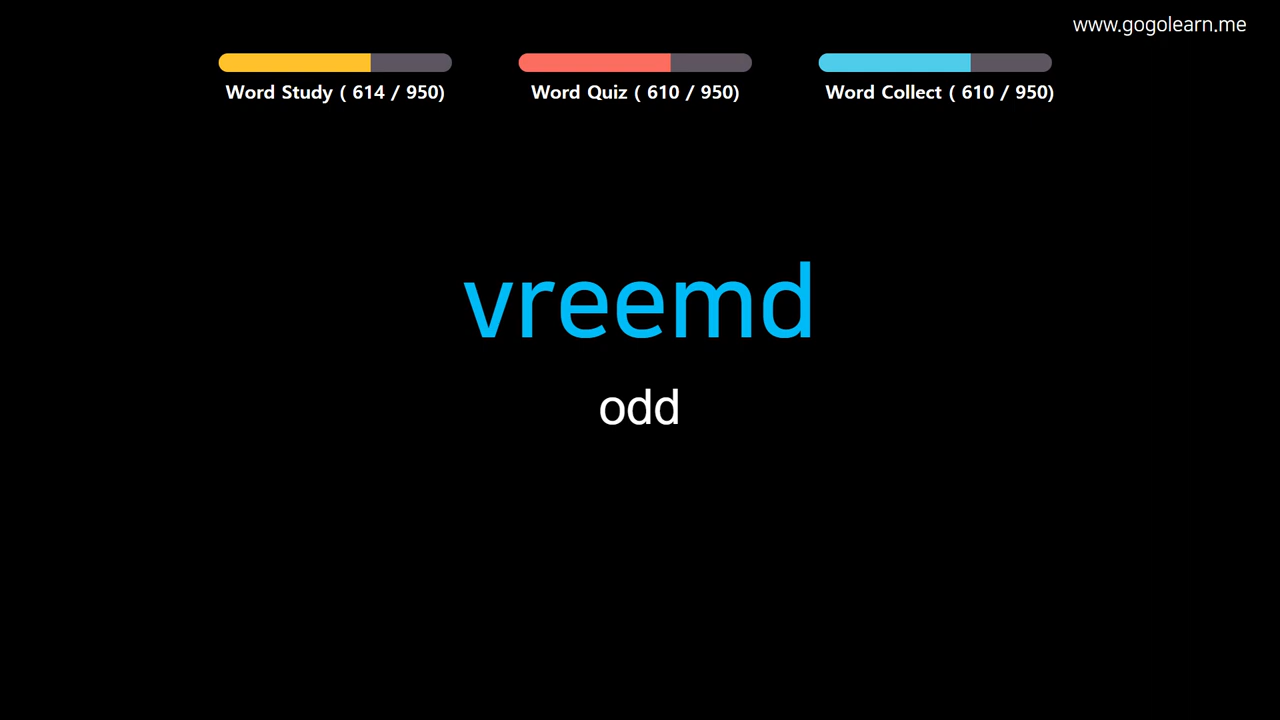 www.gogolearn.me
Word Study ( 614 / 950)
Word Quiz ( 610 / 950)
Word Collect ( 610 / 950)
vreemd
odd